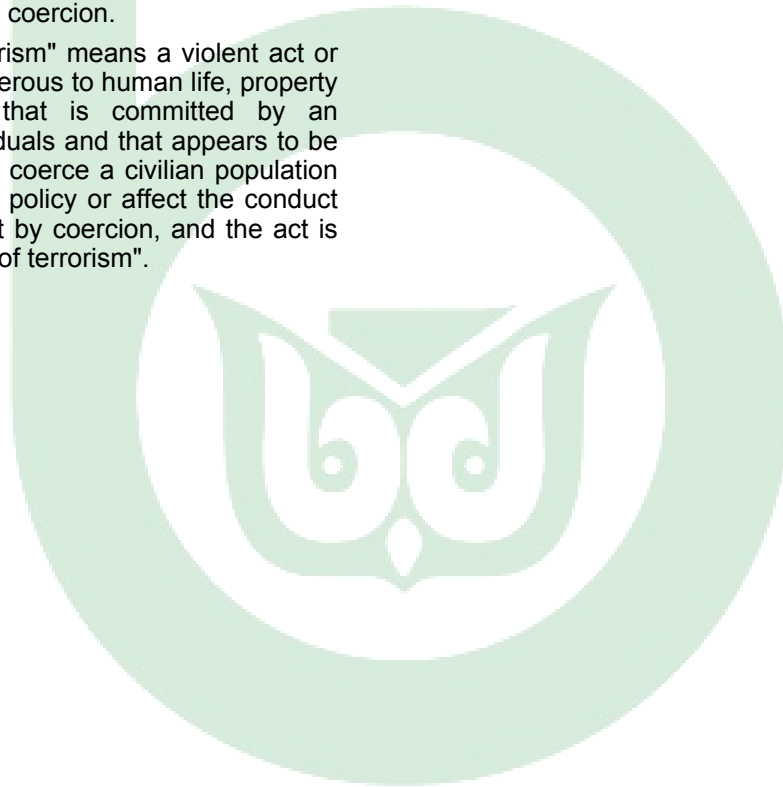 coercion.
rism" means a violent act or
erous to human life, property
that is committed by an
duals and that appears to be
coerce a civilian population
policy or affect the conduct
t by coercion, and the act is
of terrorism".